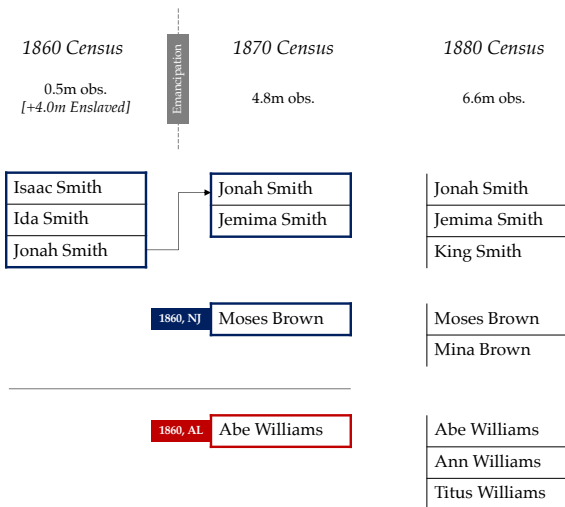 1860 Census
Emancipation
1870 Census
1880 Census
0.5m obs.
[+4.0m Enslaved]
4.8m obs.
6.6m obs.
Isaac Smith
Ida Smith
Jonah Smith
Jonah Smith
Jemima Smith
Jonah Smith
Jemima Smith
King Smith
1860, NJ
Moses Brown
Moses Brown
Mina Brown
1860, AL
Abe Williams
Abe Williams
Ann Williams
Titus Williams